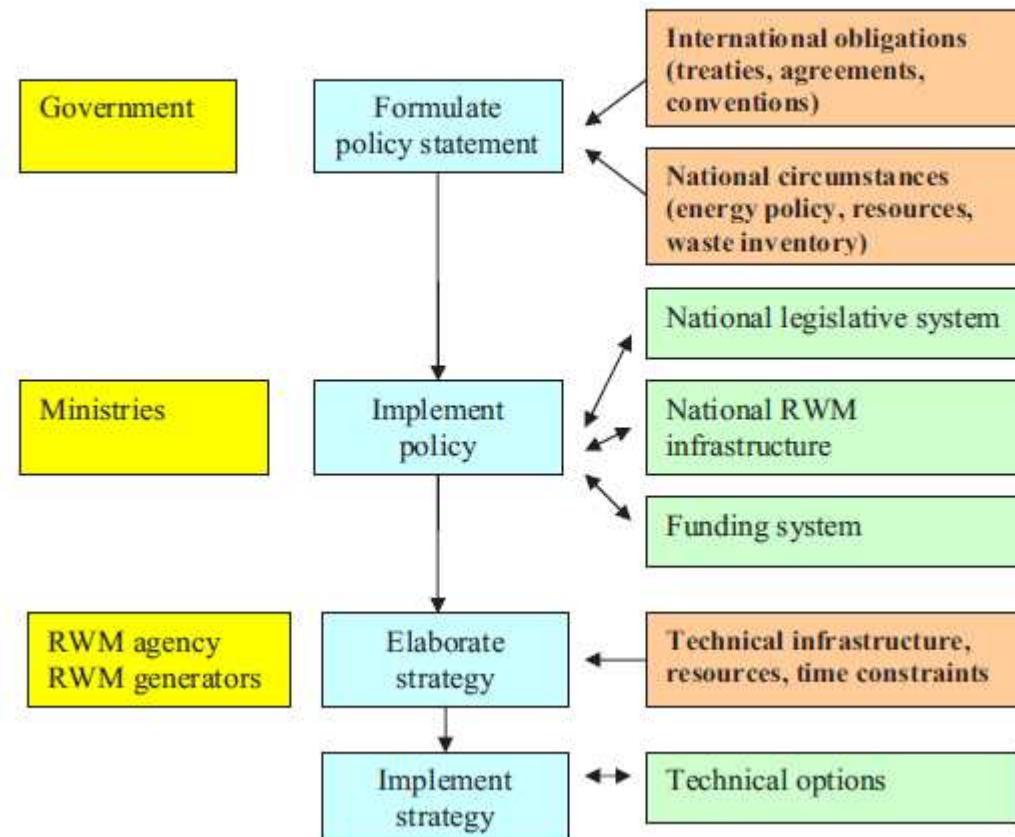 Government
Formulate
policy statement
International obligations
(treaties, agreements,
conventions)
National circumstances
(energy policy, resources,
waste inventory)
National legislative system
Ministries
Implement
policy
National RWM
infrastructure
Funding system
RWM agency
RWM generators
Elaborate
strategy
Technical infrastructure,
resources, time constraints
Implement
strategy
Technical options